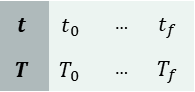 t t₀ ... t_f
T T₀ ... T_f